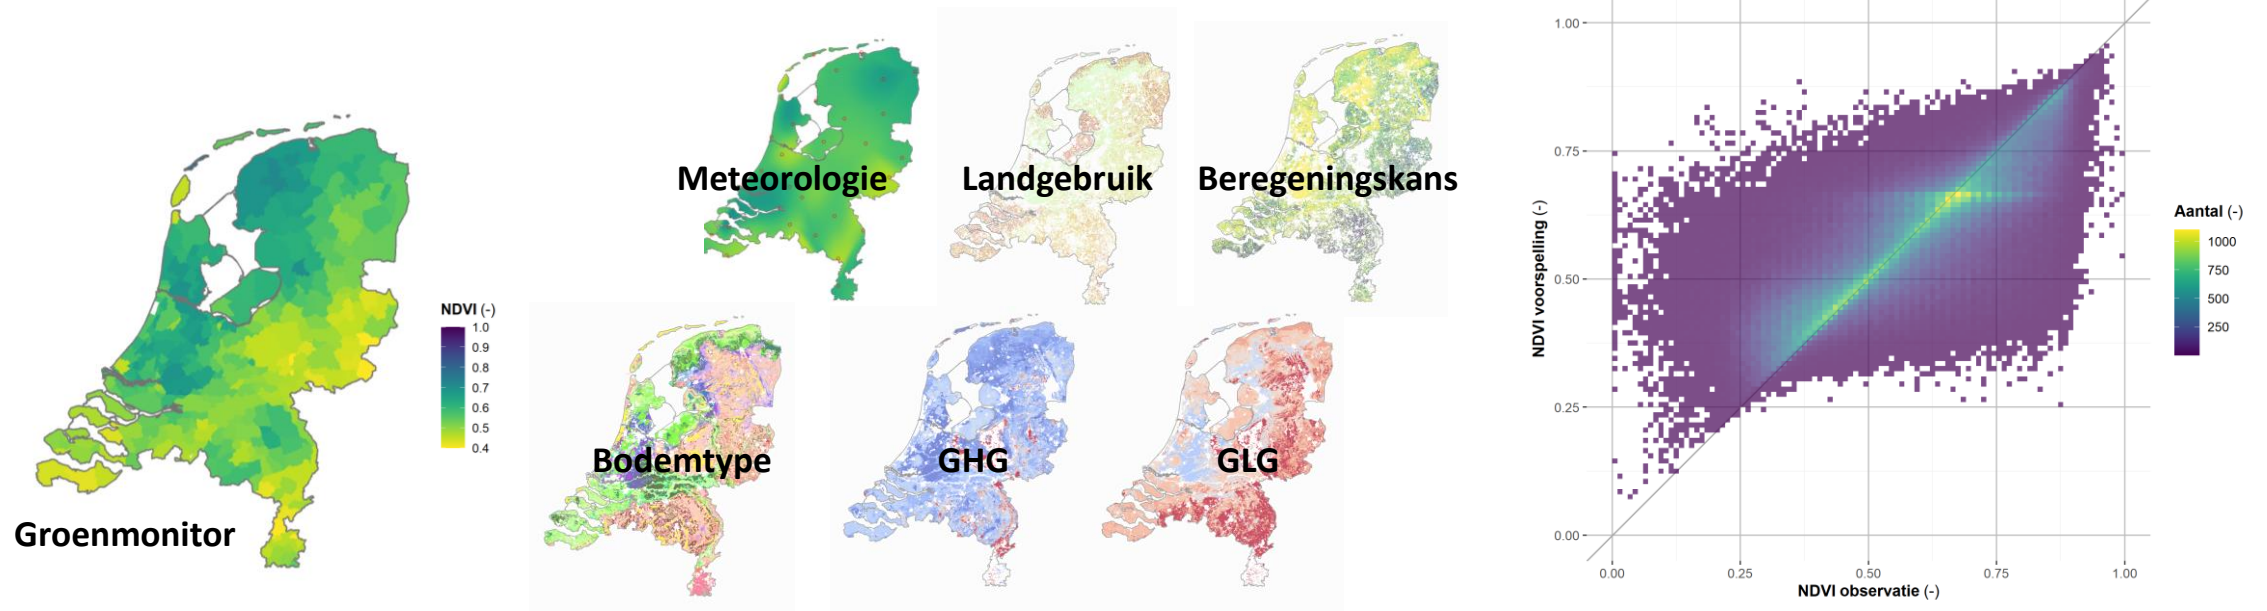 Groenmonitor
NDVI (-)
1.0
0.9
0.8
0.7
0.6
0.5
0.4
Meteorologie
Landgebruik
Beregeningskans
Bodemtype
GHG
GLG
NDVI voorspelling (-)
1.00
0.75
0.50
0.25
0.00
0.00
0.25
0.50
0.75
1.00
NDVI observatie (-)
Aantal (-)
1000
750
500
250